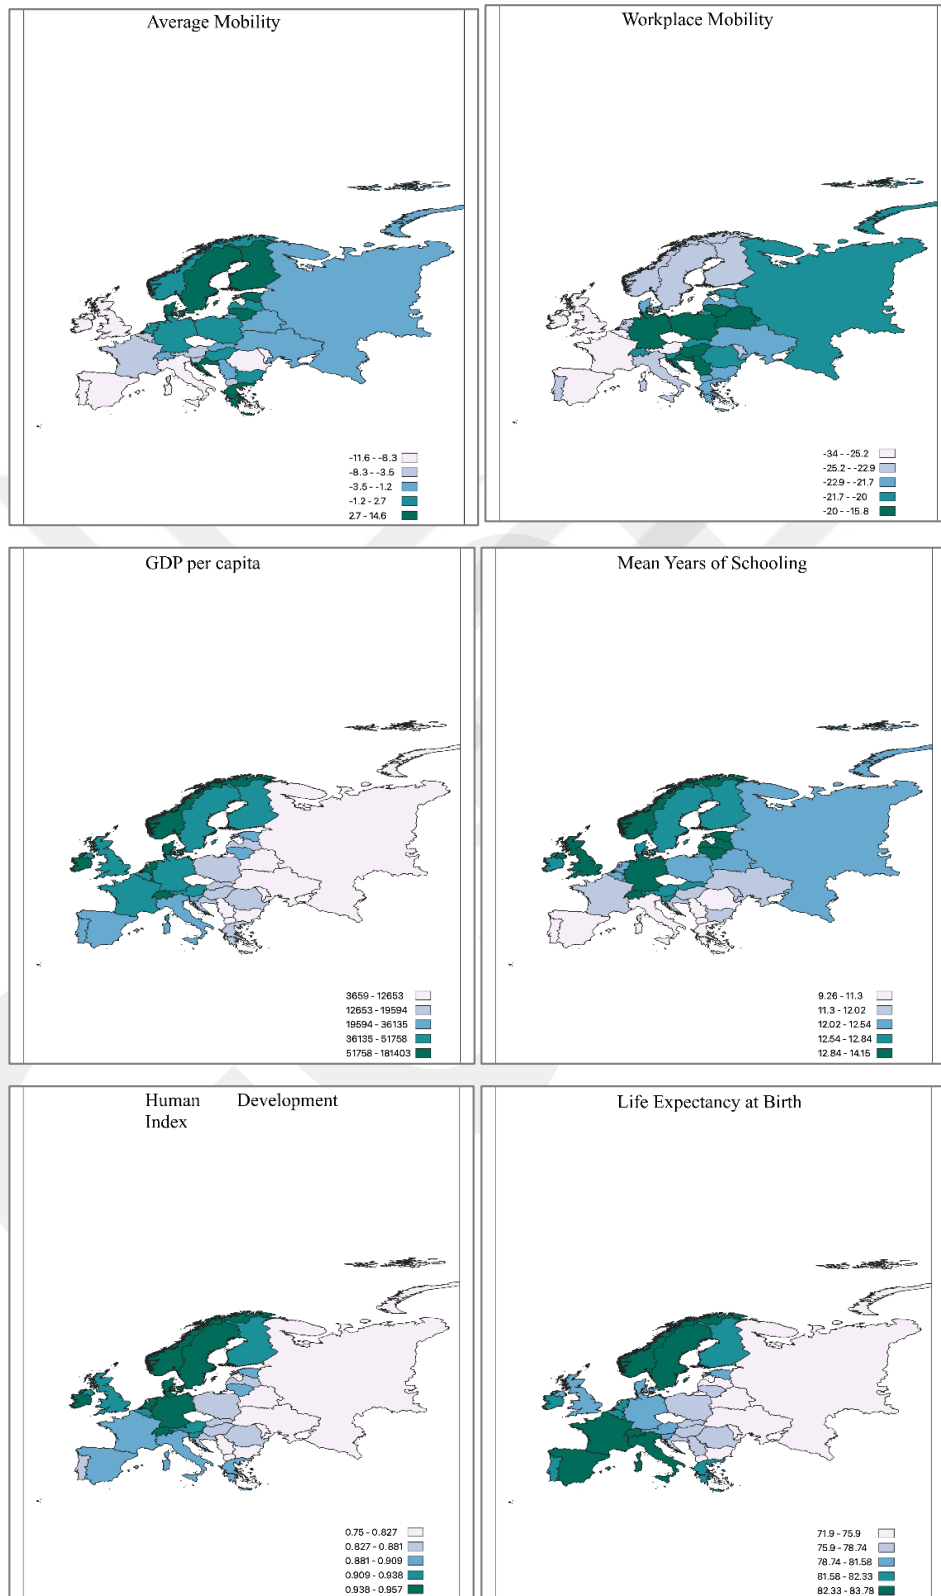 Average Mobility
-11.6 - -8.3
-8.3 - -3.5
-3.5 - -1.2
-1.2 - 2.7
2.7 - 14.6
Workplace Mobility
-34 - -25.2
-25.2 - -22.9
-22.9 - -21.7
-21.7 - -20
-20 - -15.8
GDP per capita
3659 - 12653
12653 - 19594
19594 - 36135
36135 - 51758
51758 - 181403
Mean Years of Schooling
9.26 - 11.3
11.3 - 12.02
12.02 - 12.54
12.54 - 12.84
12.84 - 14.15
Human Development
Index
0.75 - 0.827
0.827 - 0.881
0.881 - 0.909
0.909 - 0.938
0.938 - 0.957
Life Expectancy at Birth
71.9 - 75.9
75.9 - 78.74
78.74 - 81.58
81.58 - 82.33
82.33 - 83.78